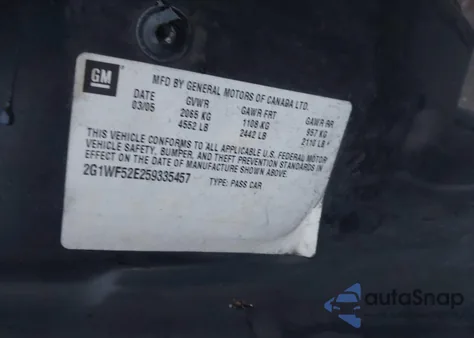 GM
MFD BY GENERAL MOTORS OF CANADA LTD.
DATE GVWR GAWR FRT GAWR RR
03/05 2065 KG 1108 KG 957 KG
4552 LB 2442 LB 2110 LB
THIS VEHICLE CONFORMS TO ALL APPLICABLE U.S. FEDERAL MOTOR
VEHICLE SAFETY, BUMPER, AND THEFT PREVENTION STANDARDS IN
EFFECT ON THE DATE OF MANUFACTURE SHOWN ABOVE.
2G1WF52E259335457 TYPE: PASS CAR
autoSnap